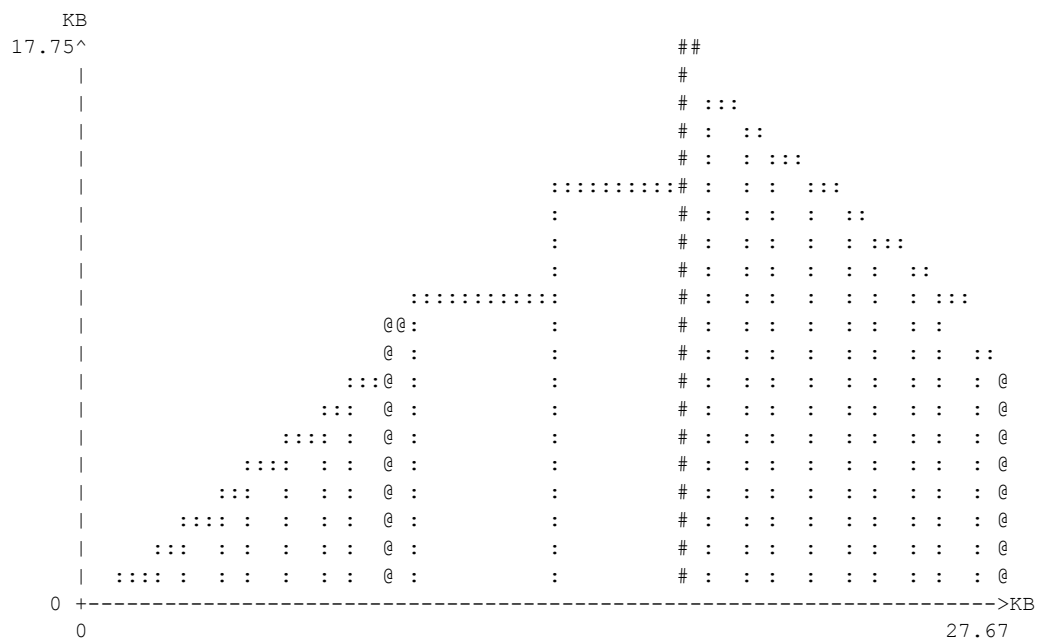 KB
17.75^                                              ##
     |                                              #
     |                                              # :::
     |                                              # :  ::
     |                                              # :  : :::
     |                                    ::::::::::# :  : :  :::
     |                                    :         # :  : :  :  ::
     |                                    :         # :  : :  :  : :::
     |                                    :         # :  : :  :  : :  ::
     |                         ::::::::::::         # :  : :  :  : :  : :::
     |                       @@:          :         # :  : :  :  : :  : :
     |                       @ :          :         # :  : :  :  : :  : :  ::
     |                    :::@ :          :         # :  : :  :  : :  : :  : @
     |                  :::  @ :          :         # :  : :  :  : :  : :  : @
     |               :::: :  @ :          :         # :  : :  :  : :  : :  : @
     |            ::::  : :  @ :          :         # :  : :  :  : :  : :  : @
     |          :::  :  : :  @ :          :         # :  : :  :  : :  : :  : @
     |       :::: :  :  : :  @ :          :         # :  : :  :  : :  : :  : @
     |     :::  : :  :  : :  @ :          :         # :  : :  :  : :  : :  : @
     |  :::: :  : :  :  : :  @ :          :         # :  : :  :  : :  : :  : @
   0 +----------------------------------------------------------------------->KB
     0                                                                   27.67